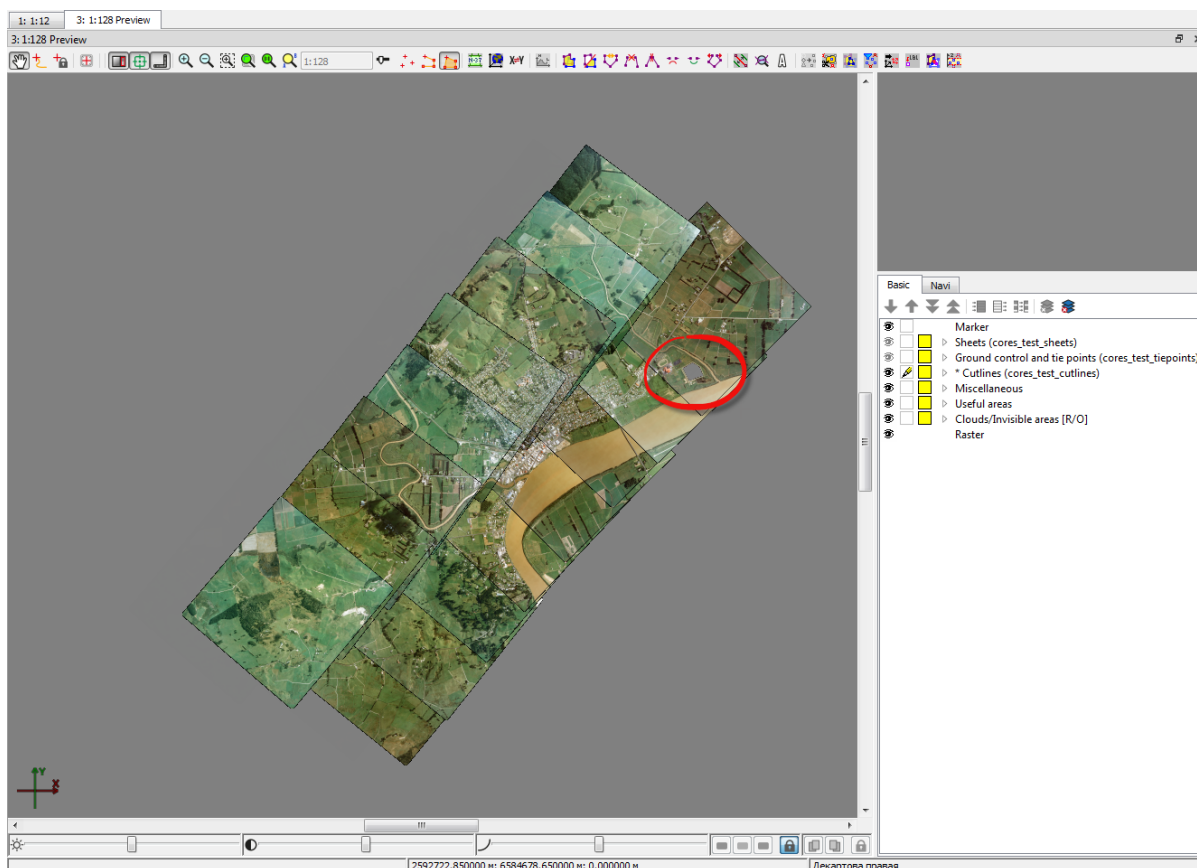 1: 1:12 3: 1:128 Preview
3: 1:128 Preview
1:128
Basic Navi
Marker
Sheets (cores_test_sheets)
Ground control and tie points (cores_test_tiepoints)
* Cutlines (cores_test_cutlines)
Miscellaneous
Useful areas
Clouds/Invisible areas [R/O]
Raster
Y
X
2592722.850000 м; 6584678.650000 м; 0.000000 м Декартова правая